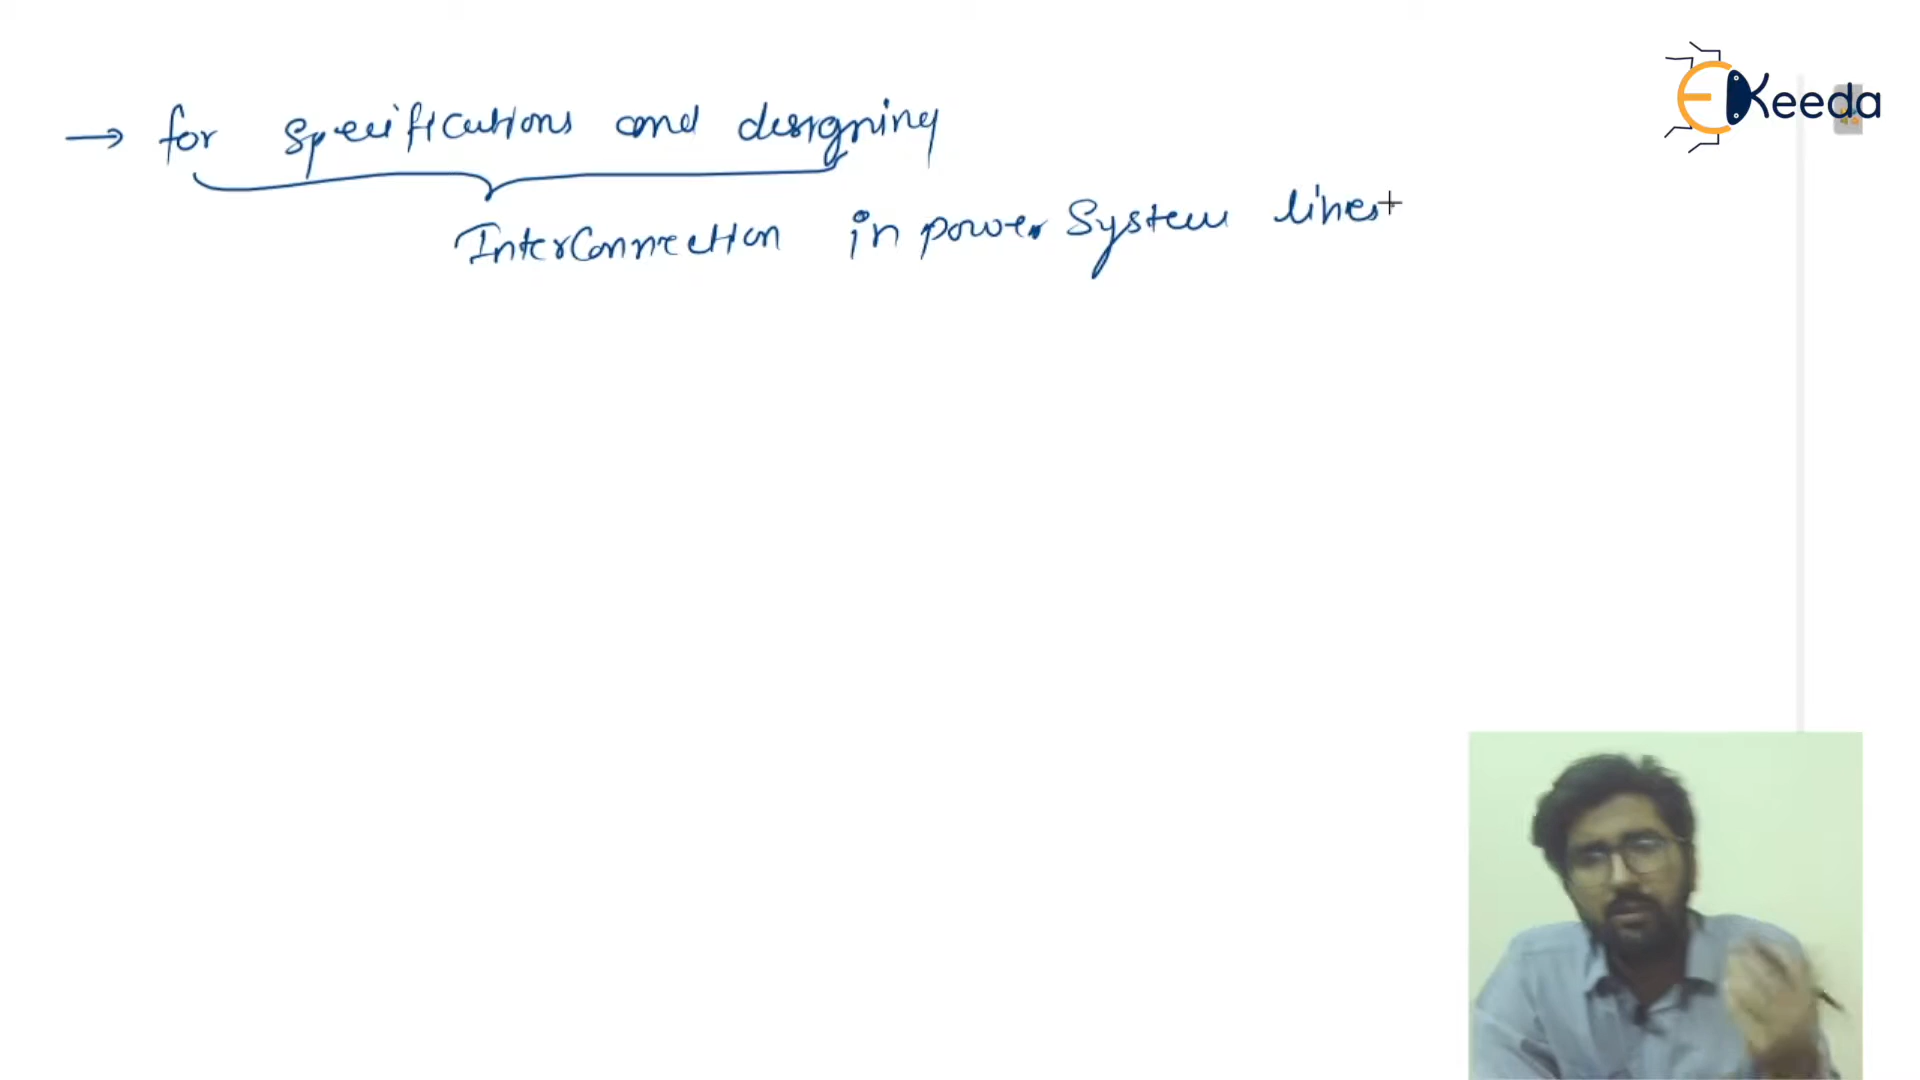 EKeeda
→ for specifications and designing
InterConnection in power System lines